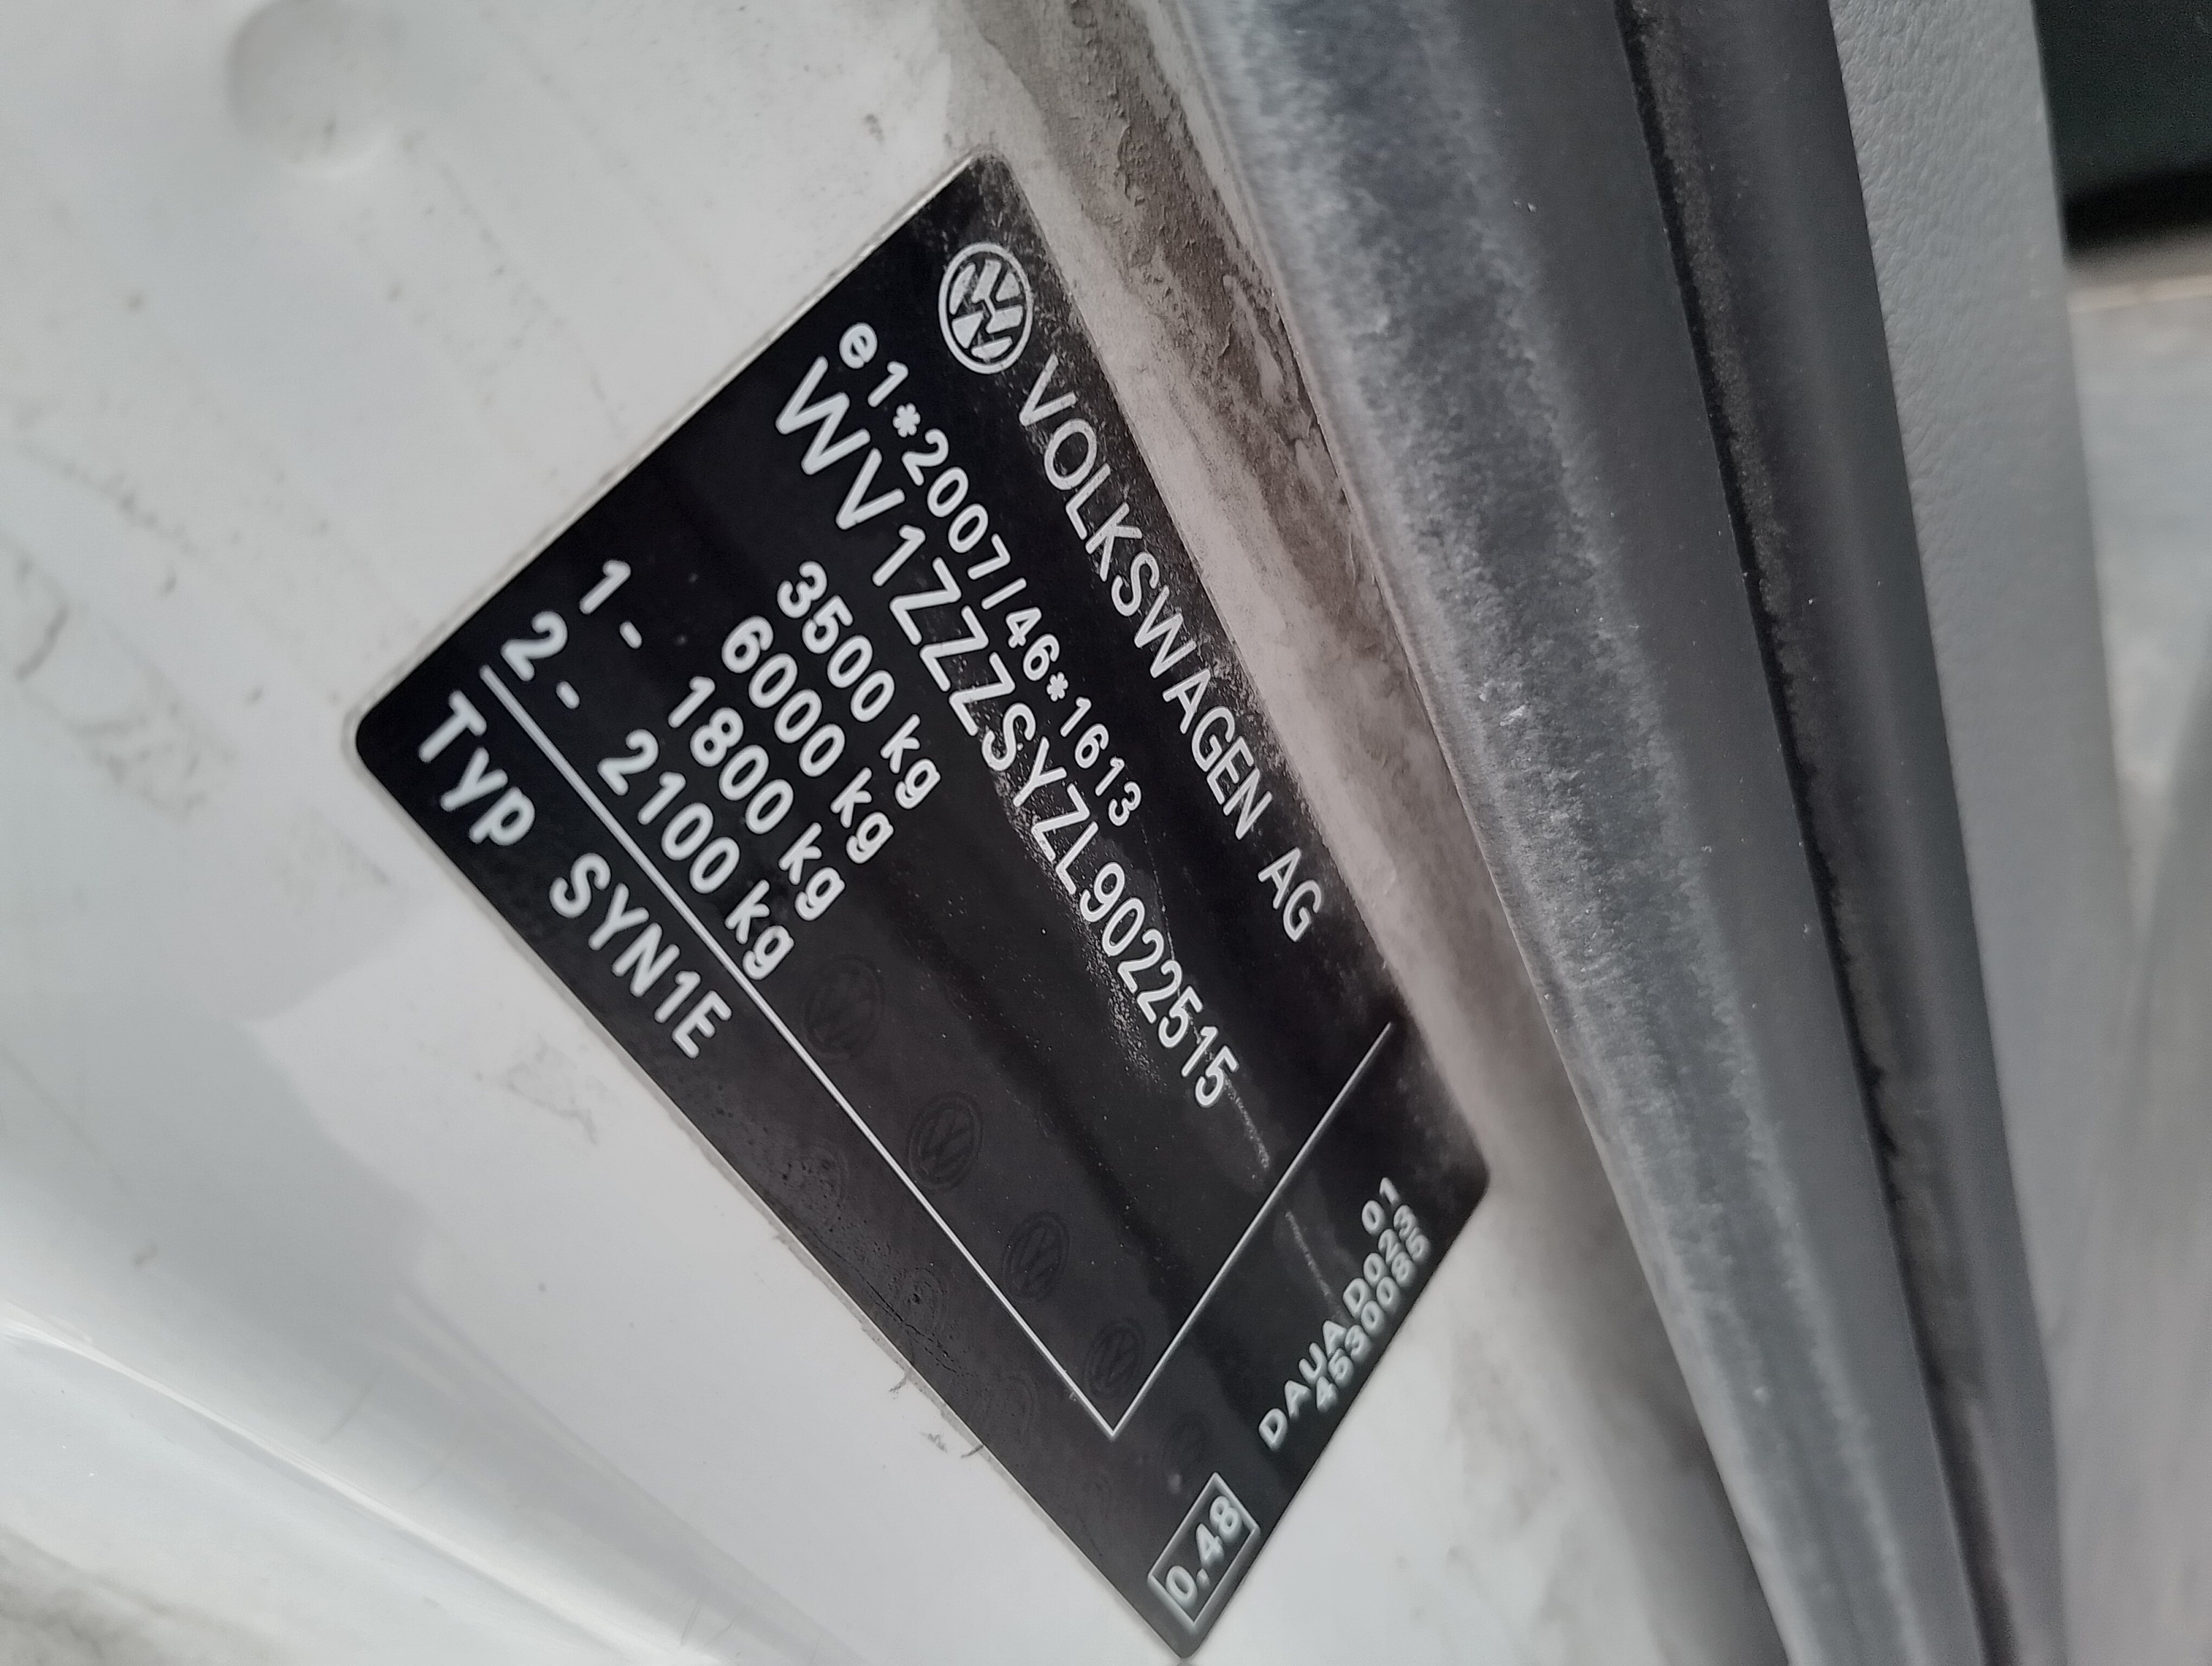 VOLKSWAGEN AG
e1*2007/46*1613
WV1ZZZSYZL9022515
3500 kg
6000 kg
1 - 1800 kg
2 - 2100 kg
Typ SYN1E
01
DAUA D023
4530085
0,48